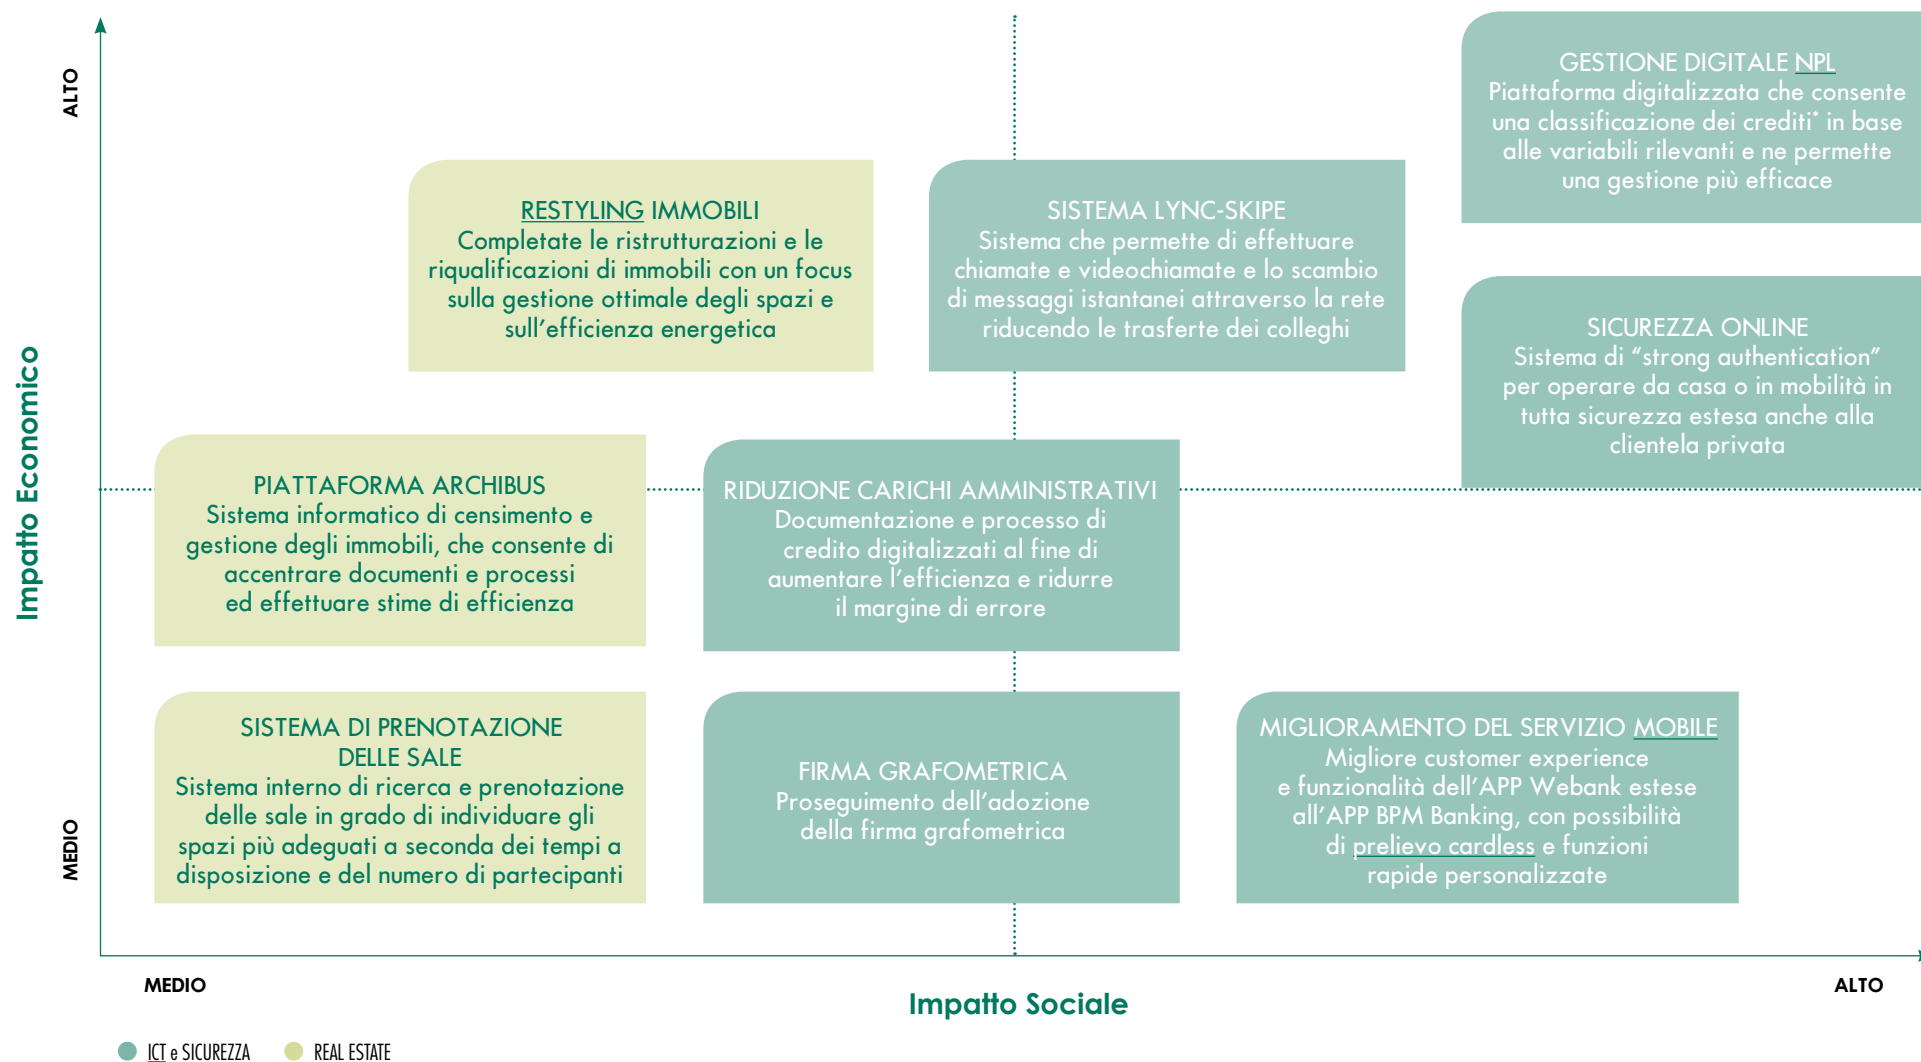 Impatto Economico
ALTO
MEDIO
GESTIONE DIGITALE NPL
Piattaforma digitalizzata che consente
una classificazione dei crediti* in base
alle variabili rilevanti e ne permette
una gestione più efficace
RESTYLING IMMOBILI
Completate le ristrutturazioni e le
riqualificazioni di immobili con un focus
sulla gestione ottimale degli spazi e
sull'efficienza energetica
SISTEMA LYNC-SKIPE
Sistema che permette di effettuare
chiamate e videochiamate e lo scambio
di messaggi istantanei attraverso la rete
riducendo le trasferte dei colleghi
SICUREZZA ONLINE
Sistema di “strong authentication”
per operare da casa o in mobilità in
tutta sicurezza estesa anche alla
clientela privata
PIATTAFORMA ARCHIBUS
Sistema informatico di censimento e
gestione degli immobili, che consente di
accentrare documenti e processi
ed effettuare stime di efficienza
RIDUZIONE CARICHI AMMINISTRATIVI
Documentazione e processo di
credito digitalizzati al fine di
aumentare l'efficienza e ridurre
il margine di errore
SISTEMA DI PRENOTAZIONE
DELLE SALE
Sistema interno di ricerca e prenotazione
delle sale in grado di individuare gli
spazi più adeguati a seconda dei tempi a
disposizione e del numero di partecipanti
FIRMA GRAFOMETRICA
Proseguimento dell'adozione
della firma grafometrica
MIGLIORAMENTO DEL SERVIZIO MOBILE
Migliore customer experience
e funzionalità dell'APP Webank estese
all'APP BPM Banking, con possibilità
di prelievo cardless e funzioni
rapide personalizzate
MEDIO
ALTO
Impatto Sociale
ICT e SICUREZZA
REAL ESTATE